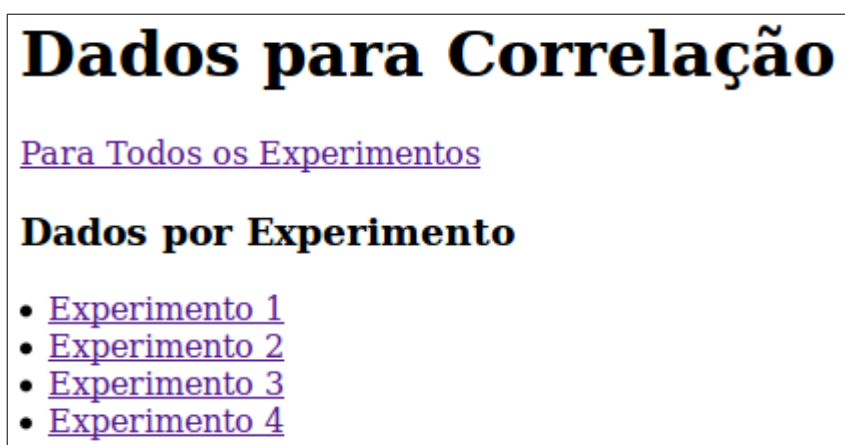 Dados para Correlação
Para Todos os Experimentos
Dados por Experimento
Experimento 1
Experimento 2
Experimento 3
Experimento 4